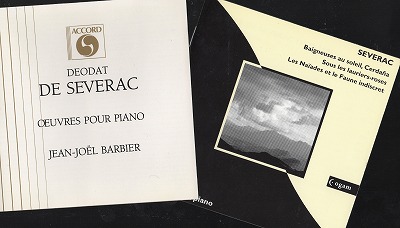 ACCORD
DEODAT
DE SEVERAC
ŒUVRES POUR PIANO
JEAN-JOËL BARBIER
SEVERAC
Baigneuses au soleil, Cerdaña
Sous les lauriers-roses
Les Naïades et le Faune indiscret
ogam
piano